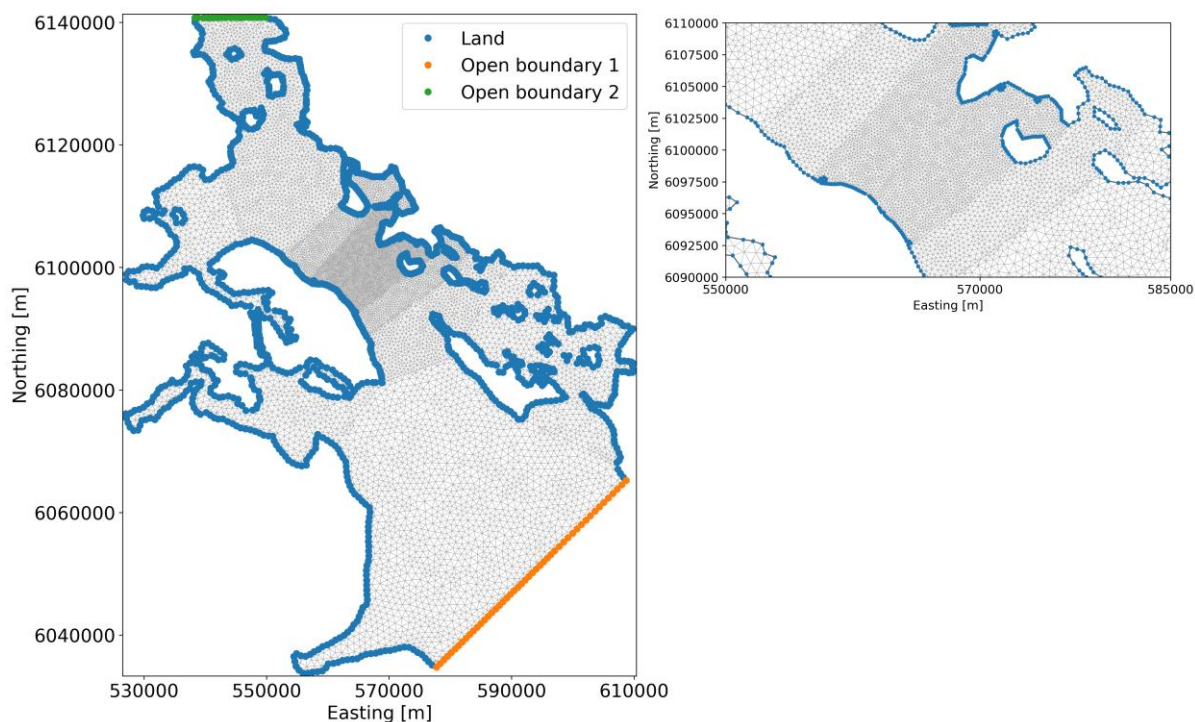 6140000
6120000
6100000
6080000
6060000
6040000
Northing [m]
530000 550000 570000 590000 610000
Easting [m]
Land
Open boundary 1
Open boundary 2
6110000
6107500
6105000
6102500
6100000
6097500
6095000
6092500
6090000
Northing [m]
550000 570000 585000
Easting [m]